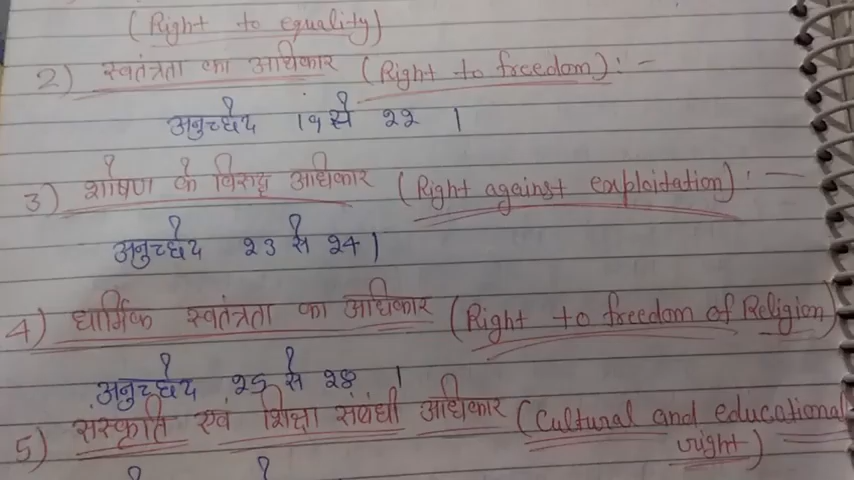 (Right to equality)
2) स्वतंत्रता का अधिकार (Right to freedom) : -
अनुच्छेद 19 से 22 ।
3) शोषण के विरुद्ध अधिकार (Right against exploitation) : -
अनुच्छेद 23 से 24 ।
4) धार्मिक स्वतंत्रता का अधिकार (Right to freedom of Religion)
अनुच्छेद २5 से २8 ।
5) संस्कृति एवं शिक्षा संबंधी अधिकार (Cultural and educational
right)